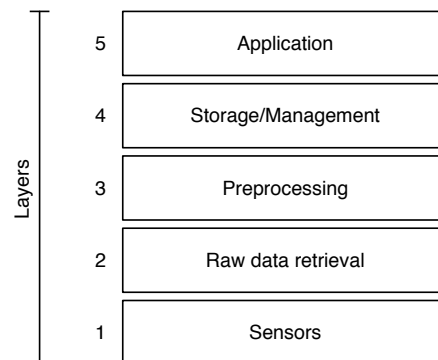 Layers
5 Application
4 Storage/Management
3 Preprocessing
2 Raw data retrieval
1 Sensors